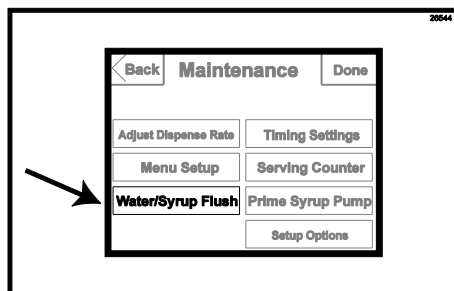 26544
Back Maintenance Done
Adjust Dispense Rate Timing Settings
Menu Setup Serving Counter
Water/Syrup Flush Prime Syrup Pump
Setup Options